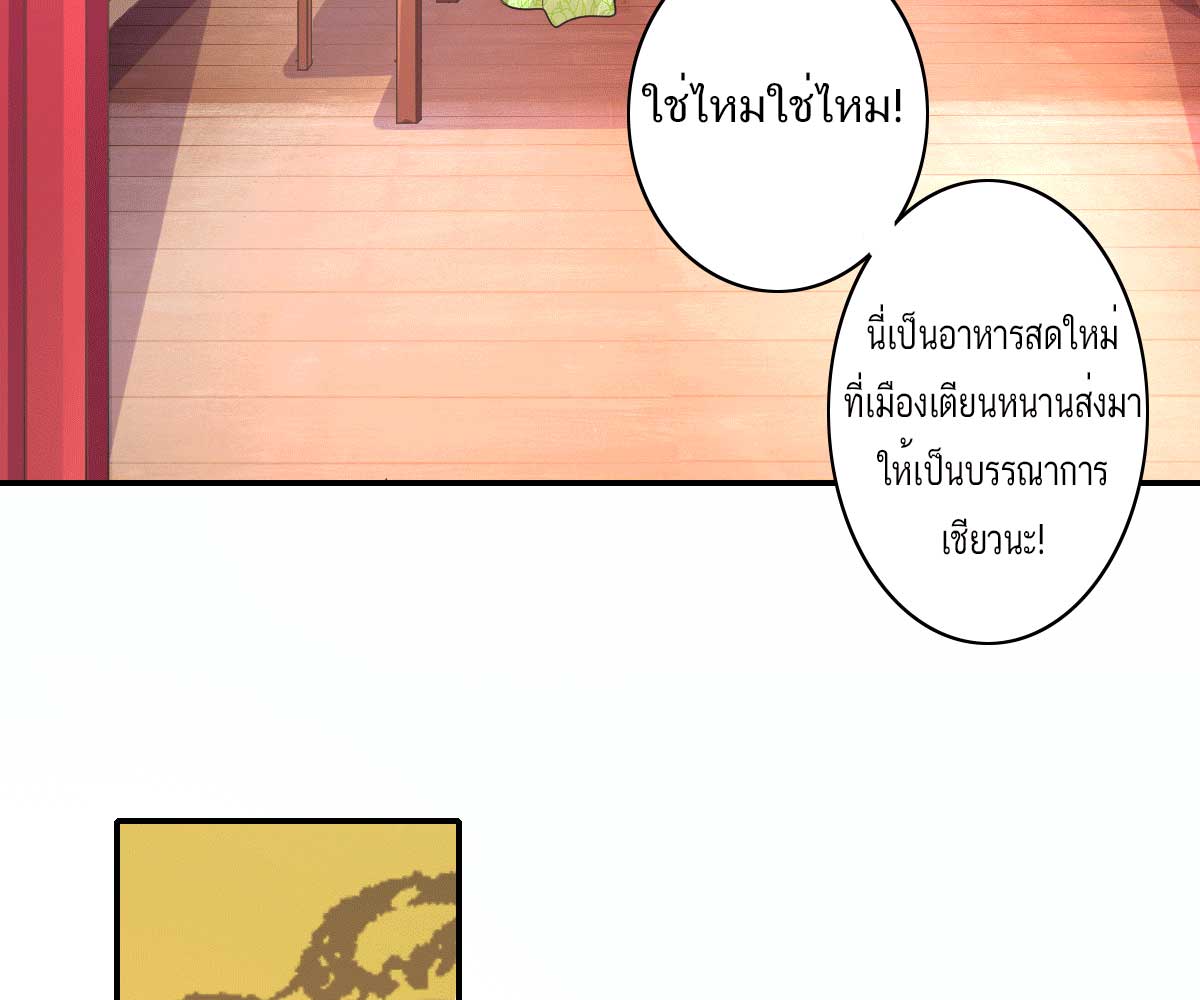 ใช่ไหมใช่ไหม!
นี่เป็นอาหารสดใหม่
ที่เมืองเตียนหนานส่งมา
ให้เป็นบรรณาการ
เชียวนะ!